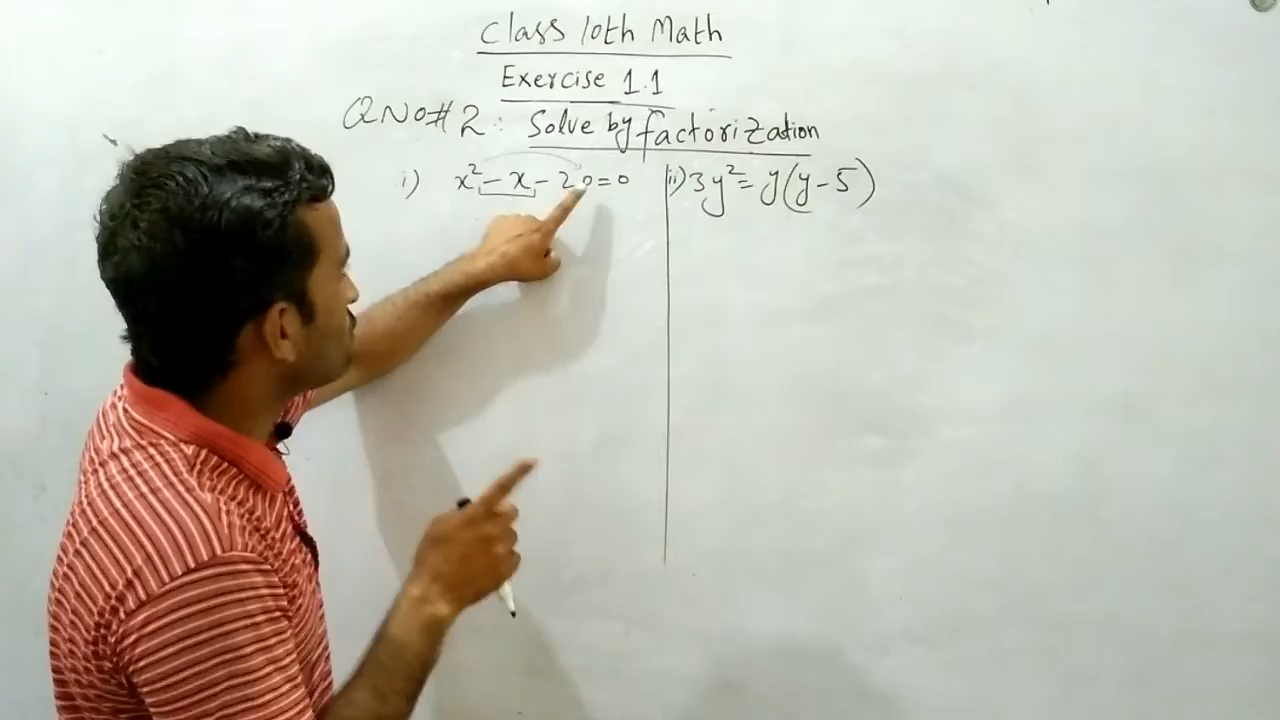 Class 10th Math
Exercise 1.1
QNO#2: Solve by factorization
i) x² - x - 20 = 0
ii) 3y² = y(y - 5)